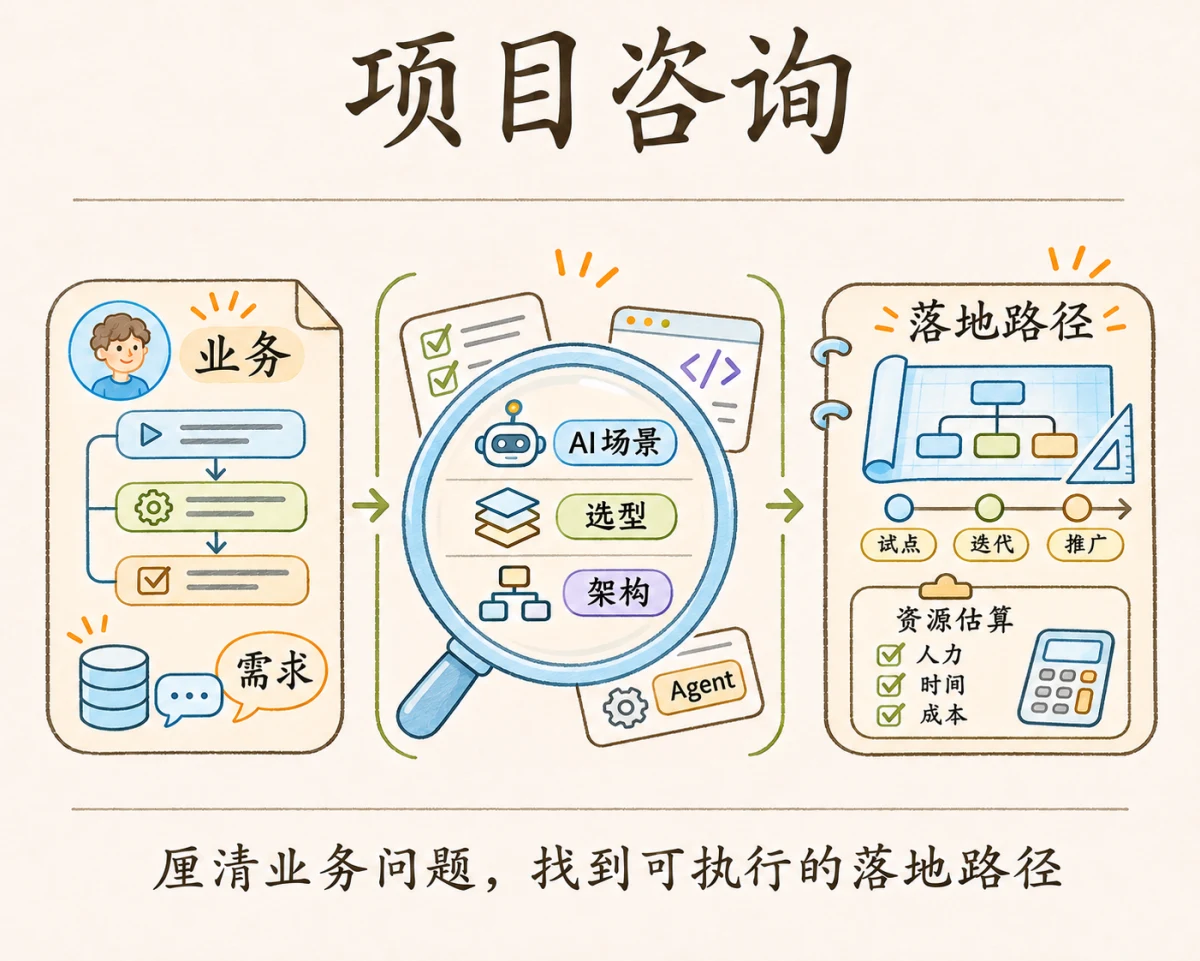 项目咨询
业务
需求
</>
AI场景
选型
架构
Agent
落地路径
试点
迭代
推广
资源估算
人力
时间
成本
厘清业务问题，找到可执行的落地路径